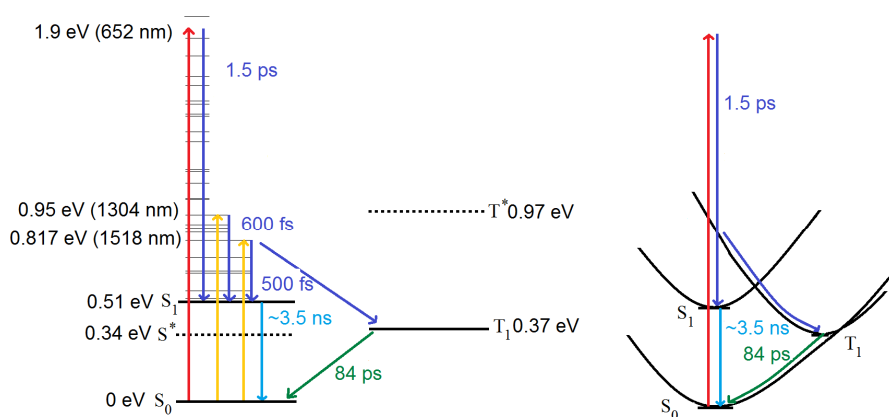 1.9 eV (652 nm)
1.5 ps
0.95 eV (1304 nm)
600 fs
T* 0.97 eV
0.817 eV (1518 nm)
500 fs
0.51 eV S1
~3.5 ns
0.34 eV S*
T1 0.37 eV
84 ps
0 eV S0
1.5 ps
S1
~3.5 ns
84 ps
T1
S0